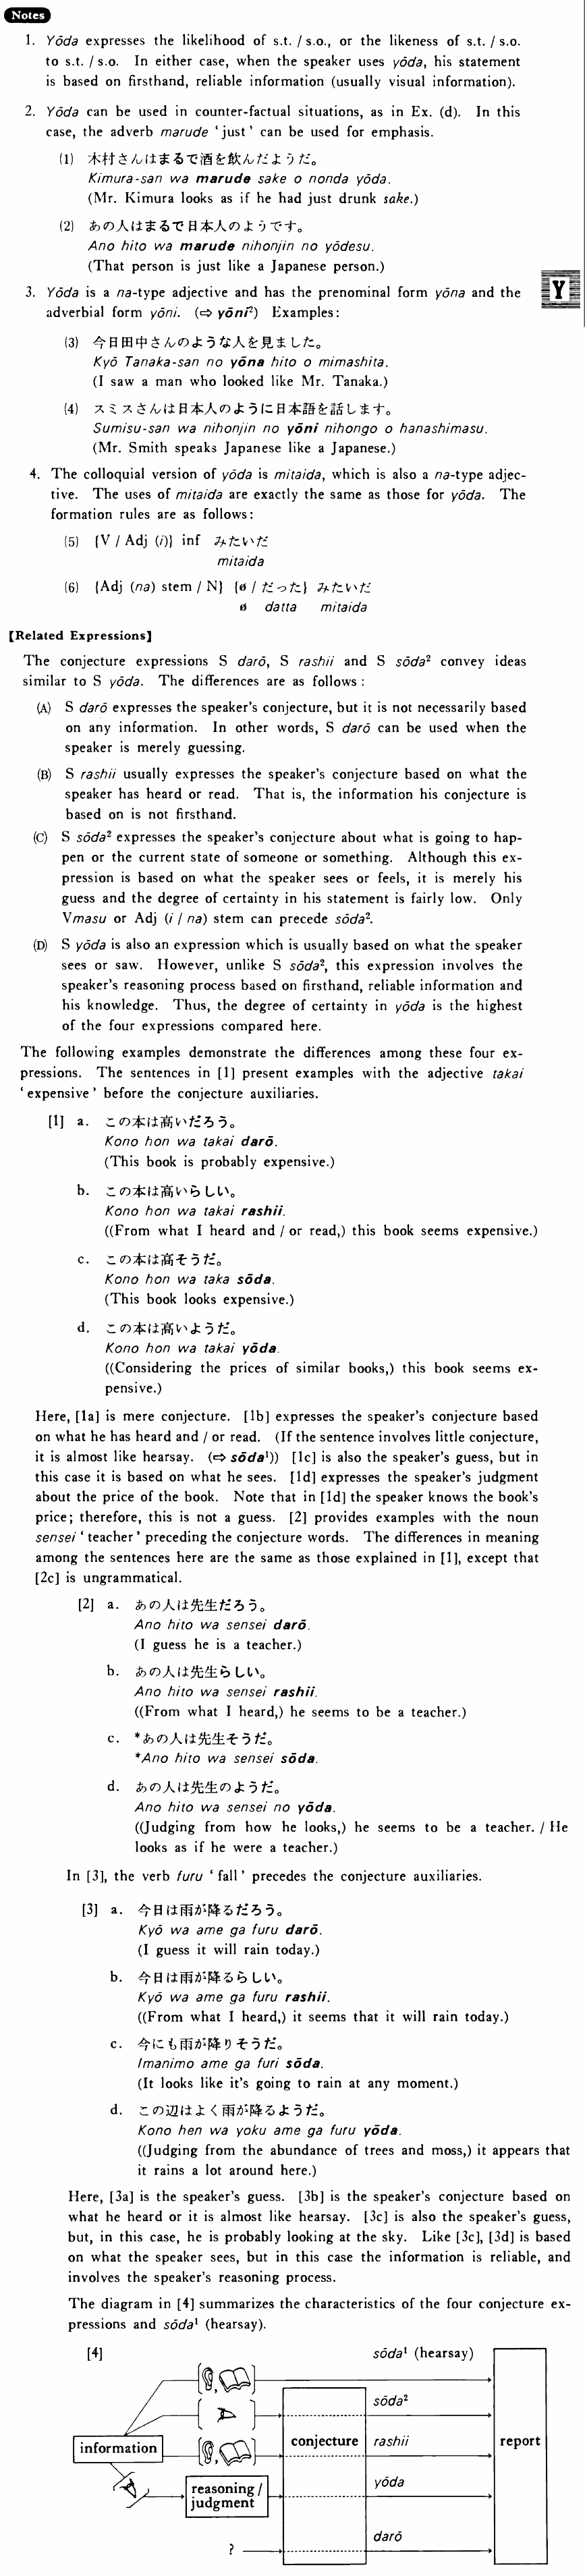 Notes
1. Yōda expresses the likelihood of s.t. / s.o., or the likeness of s.t. / s.o.
to s.t. / s.o. In either case, when the speaker uses yōda, his statement
is based on firsthand, reliable information (usually visual information).
2. Yōda can be used in counter-factual situations, as in Ex. (d). In this
case, the adverb marude ‘just’ can be used for emphasis.
(1) 木村さんはまるで酒を飲んだようだ。
Kimura-san wa marude sake o nonda yōda.
(Mr. Kimura looks as if he had just drunk sake.)
(2) あの人はまるで日本人のようです。
Ano hito wa marude nihonjin no yōdesu.
(That person is just like a Japanese person.)
Y
3. Yōda is a na-type adjective and has the prenominal form yōna and the
adverbial form yōni. (⇨ yōni²) Examples:
(3) 今日田中さんのような人を見ました。
Kyō Tanaka-san no yōna hito o mimashita.
(I saw a man who looked like Mr. Tanaka.)
(4) スミスさんは日本人のように日本語を話します。
Sumisu-san wa nihonjin no yōni nihongo o hanashimasu.
(Mr. Smith speaks Japanese like a Japanese.)
4. The colloquial version of yōda is mitaida, which is also a na-type adjec-
tive. The uses of mitaida are exactly the same as those for yōda. The
formation rules are as follows:
(5) {V / Adj (i)} inf みたいだ
mitaida
(6) {Adj (na) stem / N} {ø / だった} みたいだ
ø datta mitaida
【Related Expressions】
The conjecture expressions S darō, S rashii and S sōda² convey ideas
similar to S yōda. The differences are as follows:
(A) S darō expresses the speaker's conjecture, but it is not necessarily based
on any information. In other words, S darō can be used when the
speaker is merely guessing.
(B) S rashii usually expresses the speaker's conjecture based on what the
speaker has heard or read. That is, the information his conjecture is
based on is not firsthand.
(C) S sōda² expresses the speaker's conjecture about what is going to hap-
pen or the current state of someone or something. Although this ex-
pression is based on what the speaker sees or feels, it is merely his
guess and the degree of certainty in his statement is fairly low. Only
Vmasu or Adj (i / na) stem can precede sōda².
(D) S yōda is also an expression which is usually based on what the speaker
sees or saw. However, unlike S sōda², this expression involves the
speaker's reasoning process based on firsthand, reliable information and
his knowledge. Thus, the degree of certainty in yōda is the highest
of the four expressions compared here.
The following examples demonstrate the differences among these four ex-
pressions. The sentences in [1] present examples with the adjective takai
‘expensive’ before the conjecture auxiliaries.
[1] a. この本は高いだろう。
Kono hon wa takai darō.
(This book is probably expensive.)
b. この本は高いらしい。
Kono hon wa takai rashii.
((From what I heard and / or read,) this book seems expensive.)
c. この本は高そうだ。
Kono hon wa taka sōda.
(This book looks expensive.)
d. この本は高いようだ。
Kono hon wa takai yōda.
((Considering the prices of similar books,) this book seems ex-
pensive.)
Here, [1a] is mere conjecture. [1b] expresses the speaker's conjecture based
on what he has heard and / or read. (If the sentence involves little conjecture,
it is almost like hearsay. (⇨ sōda¹)) [1c] is also the speaker's guess, but in
this case it is based on what he sees. [1d] expresses the speaker's judgment
about the price of the book. Note that in [1d] the speaker knows the book's
price; therefore, this is not a guess. [2] provides examples with the noun
sensei ‘teacher’ preceding the conjecture words. The differences in meaning
among the sentences here are the same as those explained in [1], except that
[2c] is ungrammatical.
[2] a. あの人は先生だろう。
Ano hito wa sensei darō.
(I guess he is a teacher.)
b. あの人は先生らしい。
Ano hito wa sensei rashii.
((From what I heard,) he seems to be a teacher.)
c. *あの人は先生そうだ。
*Ano hito wa sensei sōda.
d. あの人は先生のようだ。
Ano hito wa sensei no yōda.
((Judging from how he looks,) he seems to be a teacher. / He
looks as if he were a teacher.)
In [3], the verb furu ‘fall’ precedes the conjecture auxiliaries.
[3] a. 今日は雨が降るだろう。
Kyō wa ame ga furu darō.
(I guess it will rain today.)
b. 今日は雨が降るらしい。
Kyō wa ame ga furu rashii.
((From what I heard,) it seems that it will rain today.)
c. 今にも雨が降りそうだ。
Imanimo ame ga furi sōda.
(It looks like it's going to rain at any moment.)
d. この辺はよく雨が降るようだ。
Kono hen wa yoku ame ga furu yōda.
((Judging from the abundance of trees and moss,) it appears that
it rains a lot around here.)
Here, [3a] is the speaker's guess. [3b] is the speaker's conjecture based on
what he heard or it is almost like hearsay. [3c] is also the speaker's guess,
but, in this case, he is probably looking at the sky. Like [3c], [3d] is based
on what the speaker sees, but in this case the information is reliable, and
involves the speaker's reasoning process.
The diagram in [4] summarizes the characteristics of the four conjecture ex-
pressions and sōda¹ (hearsay).
[4]
sōda¹ (hearsay)
sōda²
information
conjecture
rashii
report
yōda
reasoning /
judgment
darō
?